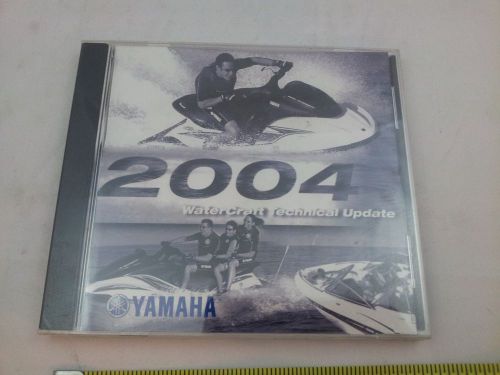 2004
WaterCraft Technical Update
YAMAHA